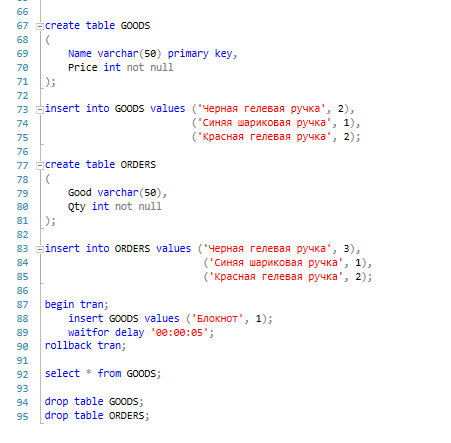 66
67 create table GOODS
68 (
69 Name varchar(50) primary key,
70 Price int not null
71 );
72
73 insert into GOODS values ('Черная гелевая ручка', 2),
74 ('Синяя шариковая ручка', 1),
75 ('Красная гелевая ручка', 2);
76
77 create table ORDERS
78 (
79 Good varchar(50),
80 Qty int not null
81 );
82
83 insert into ORDERS values ('Черная гелевая ручка', 3),
84 ('Синяя шариковая ручка', 1),
85 ('Красная гелевая ручка', 2);
86
87 begin tran;
88 insert GOODS values ('Блокнот', 1);
89 waitfor delay '00:00:05';
90 rollback tran;
91
92 select * from GOODS;
93
94 drop table GOODS;
95 drop table ORDERS;